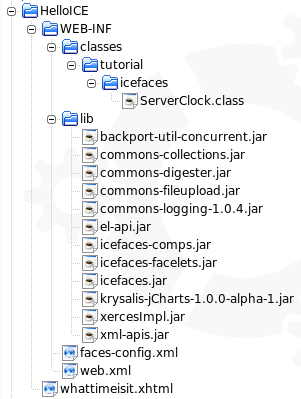 HelloICE
WEB-INF
classes
tutorial
icefaces
ServerClock.class
lib
backport-util-concurrent.jar
commons-collections.jar
commons-digester.jar
commons-fileupload.jar
commons-logging-1.0.4.jar
el-api.jar
icefaces-comps.jar
icefaces-facelets.jar
icefaces.jar
krysalis-jCharts-1.0.0-alpha-1.jar
xercesImpl.jar
xml-apis.jar
faces-config.xml
web.xml
whattimeisit.xhtml